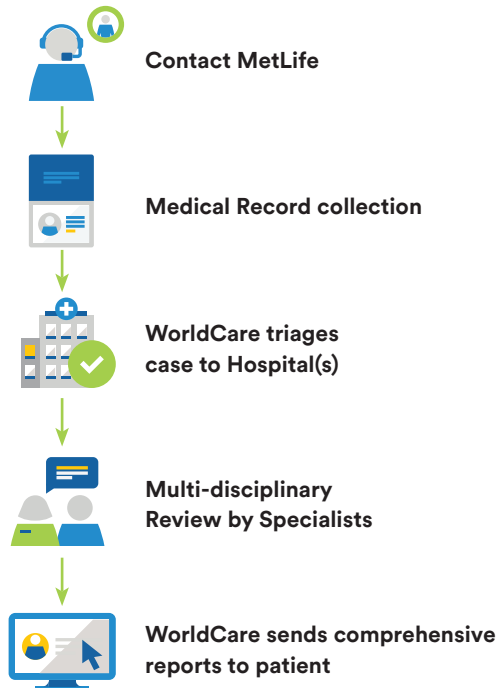 Contact MetLife
Medical Record collection
WorldCare triages
case to Hospital(s)
Multi-disciplinary
Review by Specialists
WorldCare sends comprehensive
reports to patient